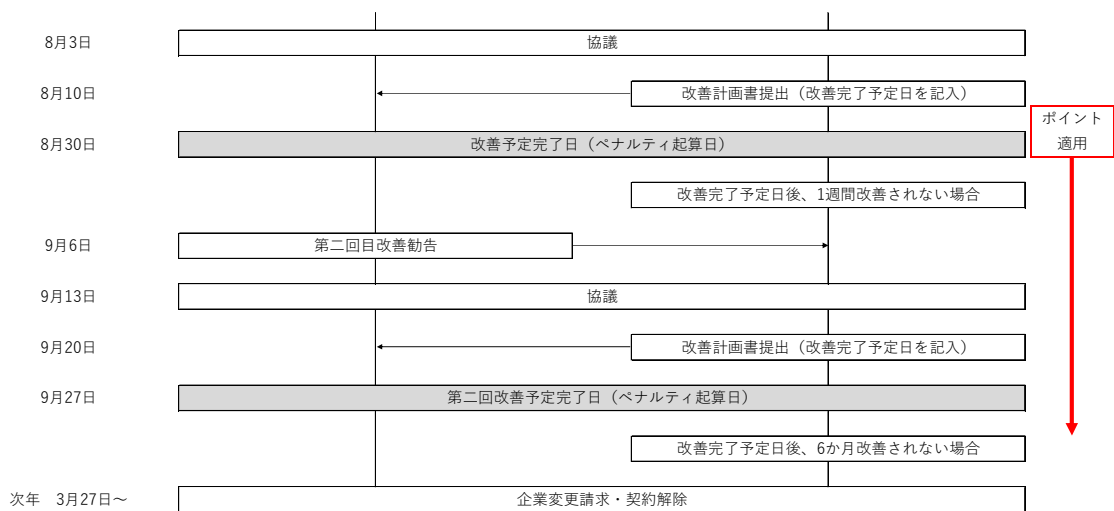 8月3日
協議
8月10日
改善計画書提出（改善完了予定日を記入）
ポイント
適用
8月30日
改善予定完了日（ペナルティ起算日）
改善完了予定日後、1週間改善されない場合
9月6日
第二回目改善勧告
9月13日
協議
9月20日
改善計画書提出（改善完了予定日を記入）
9月27日
第二回改善予定完了日（ペナルティ起算日）
改善完了予定日後、6か月改善されない場合
次年　3月27日～
企業変更請求・契約解除